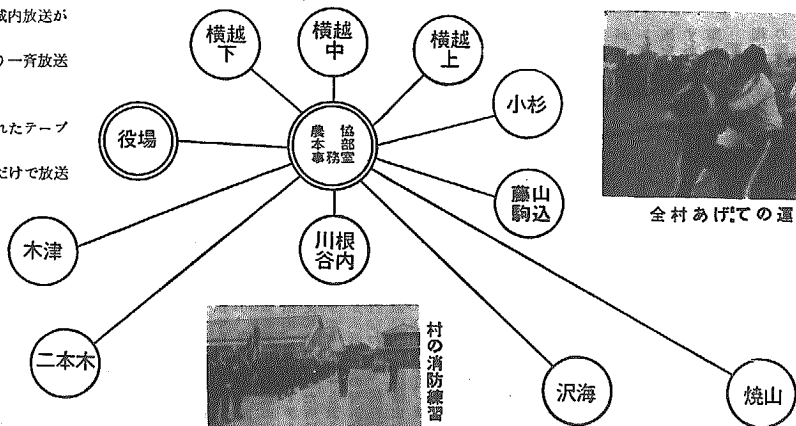 域内放送が
り一斉放送
れたテープ
だけで放送
横越
下
横越
中
横越
上
小杉
役場
農協
本部
事務室
藤山
駒込
全村あげての運
木津
川根
谷内
二本木
村の消防練習
沢海
焼山